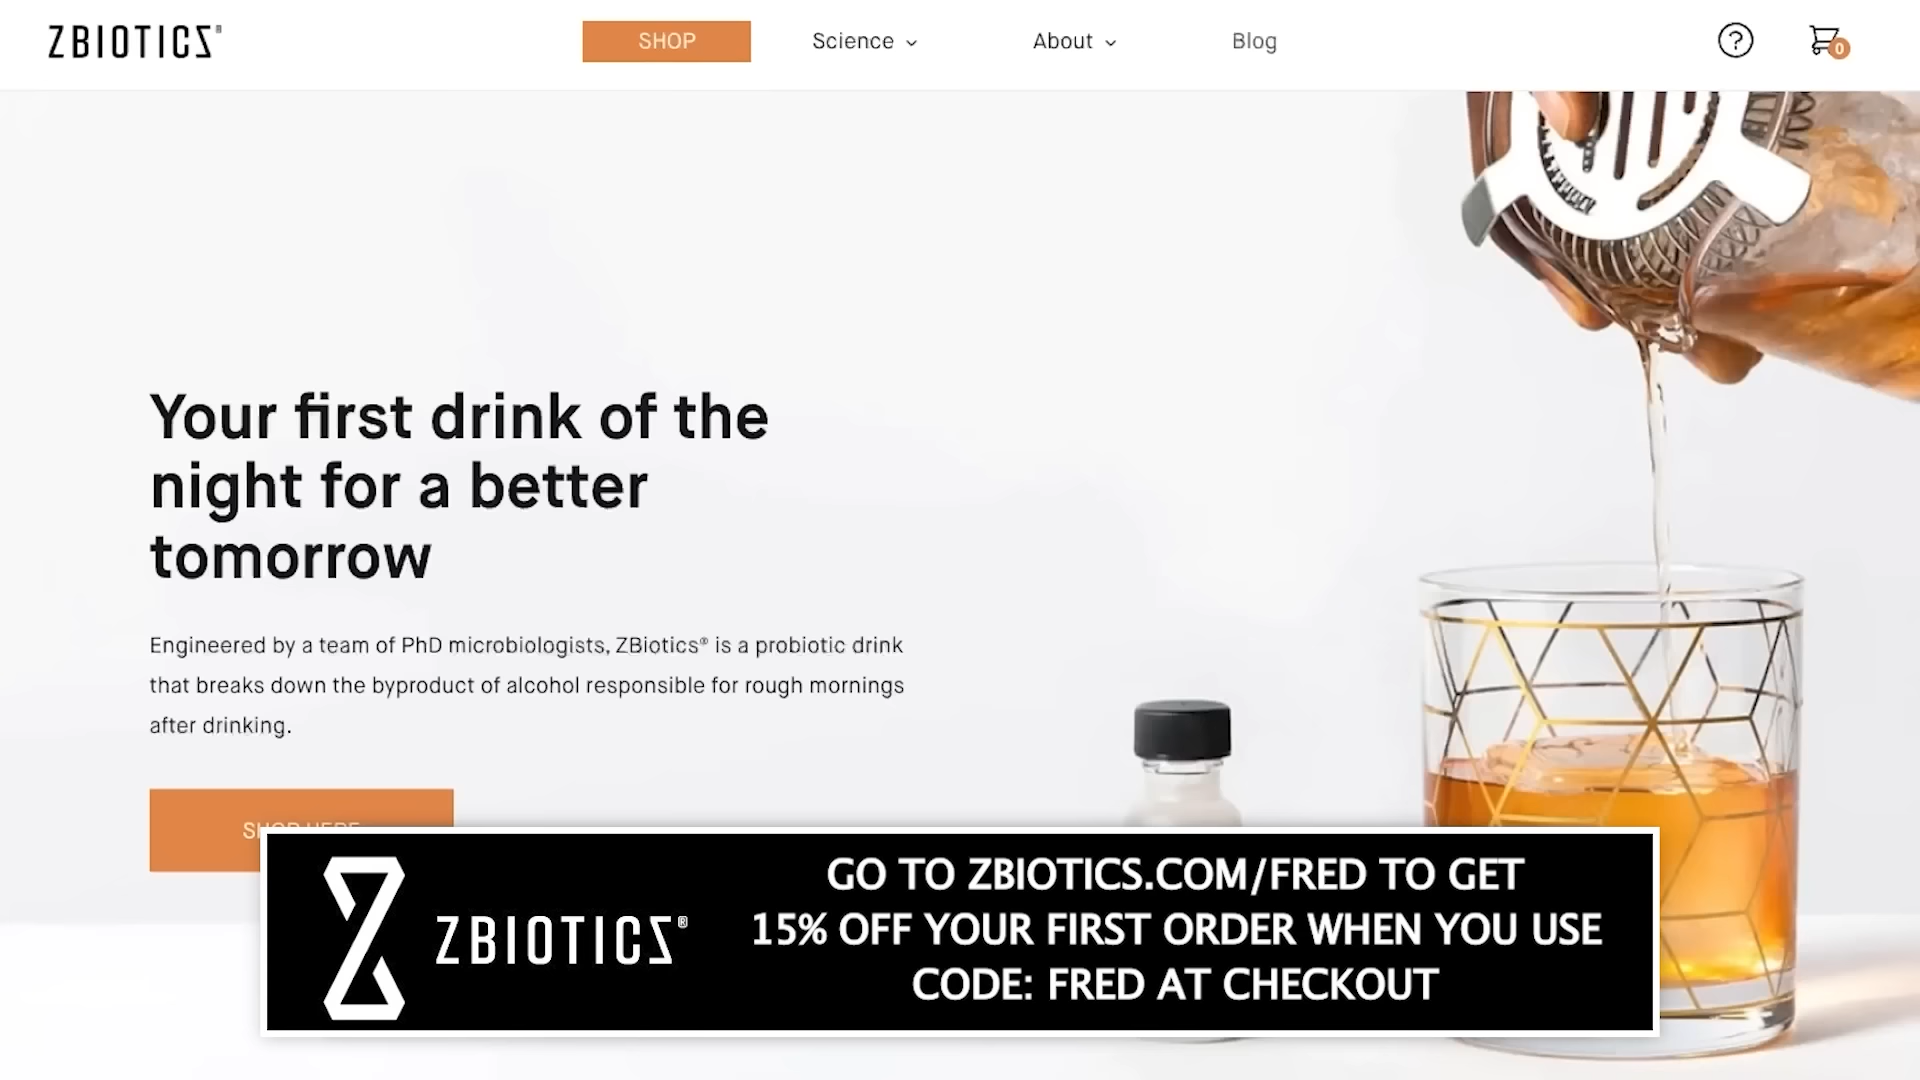 ZBIOTICS®
SHOP
Science
About
Blog
0
Your first drink of the
night for a better
tomorrow
Engineered by a team of PhD microbiologists, ZBiotics® is a probiotic drink
that breaks down the byproduct of alcohol responsible for rough mornings
after drinking.
SHOP HERE
ZBIOTICS®
GO TO ZBIOTICS.COM/FRED TO GET
15% OFF YOUR FIRST ORDER WHEN YOU USE
CODE: FRED AT CHECKOUT